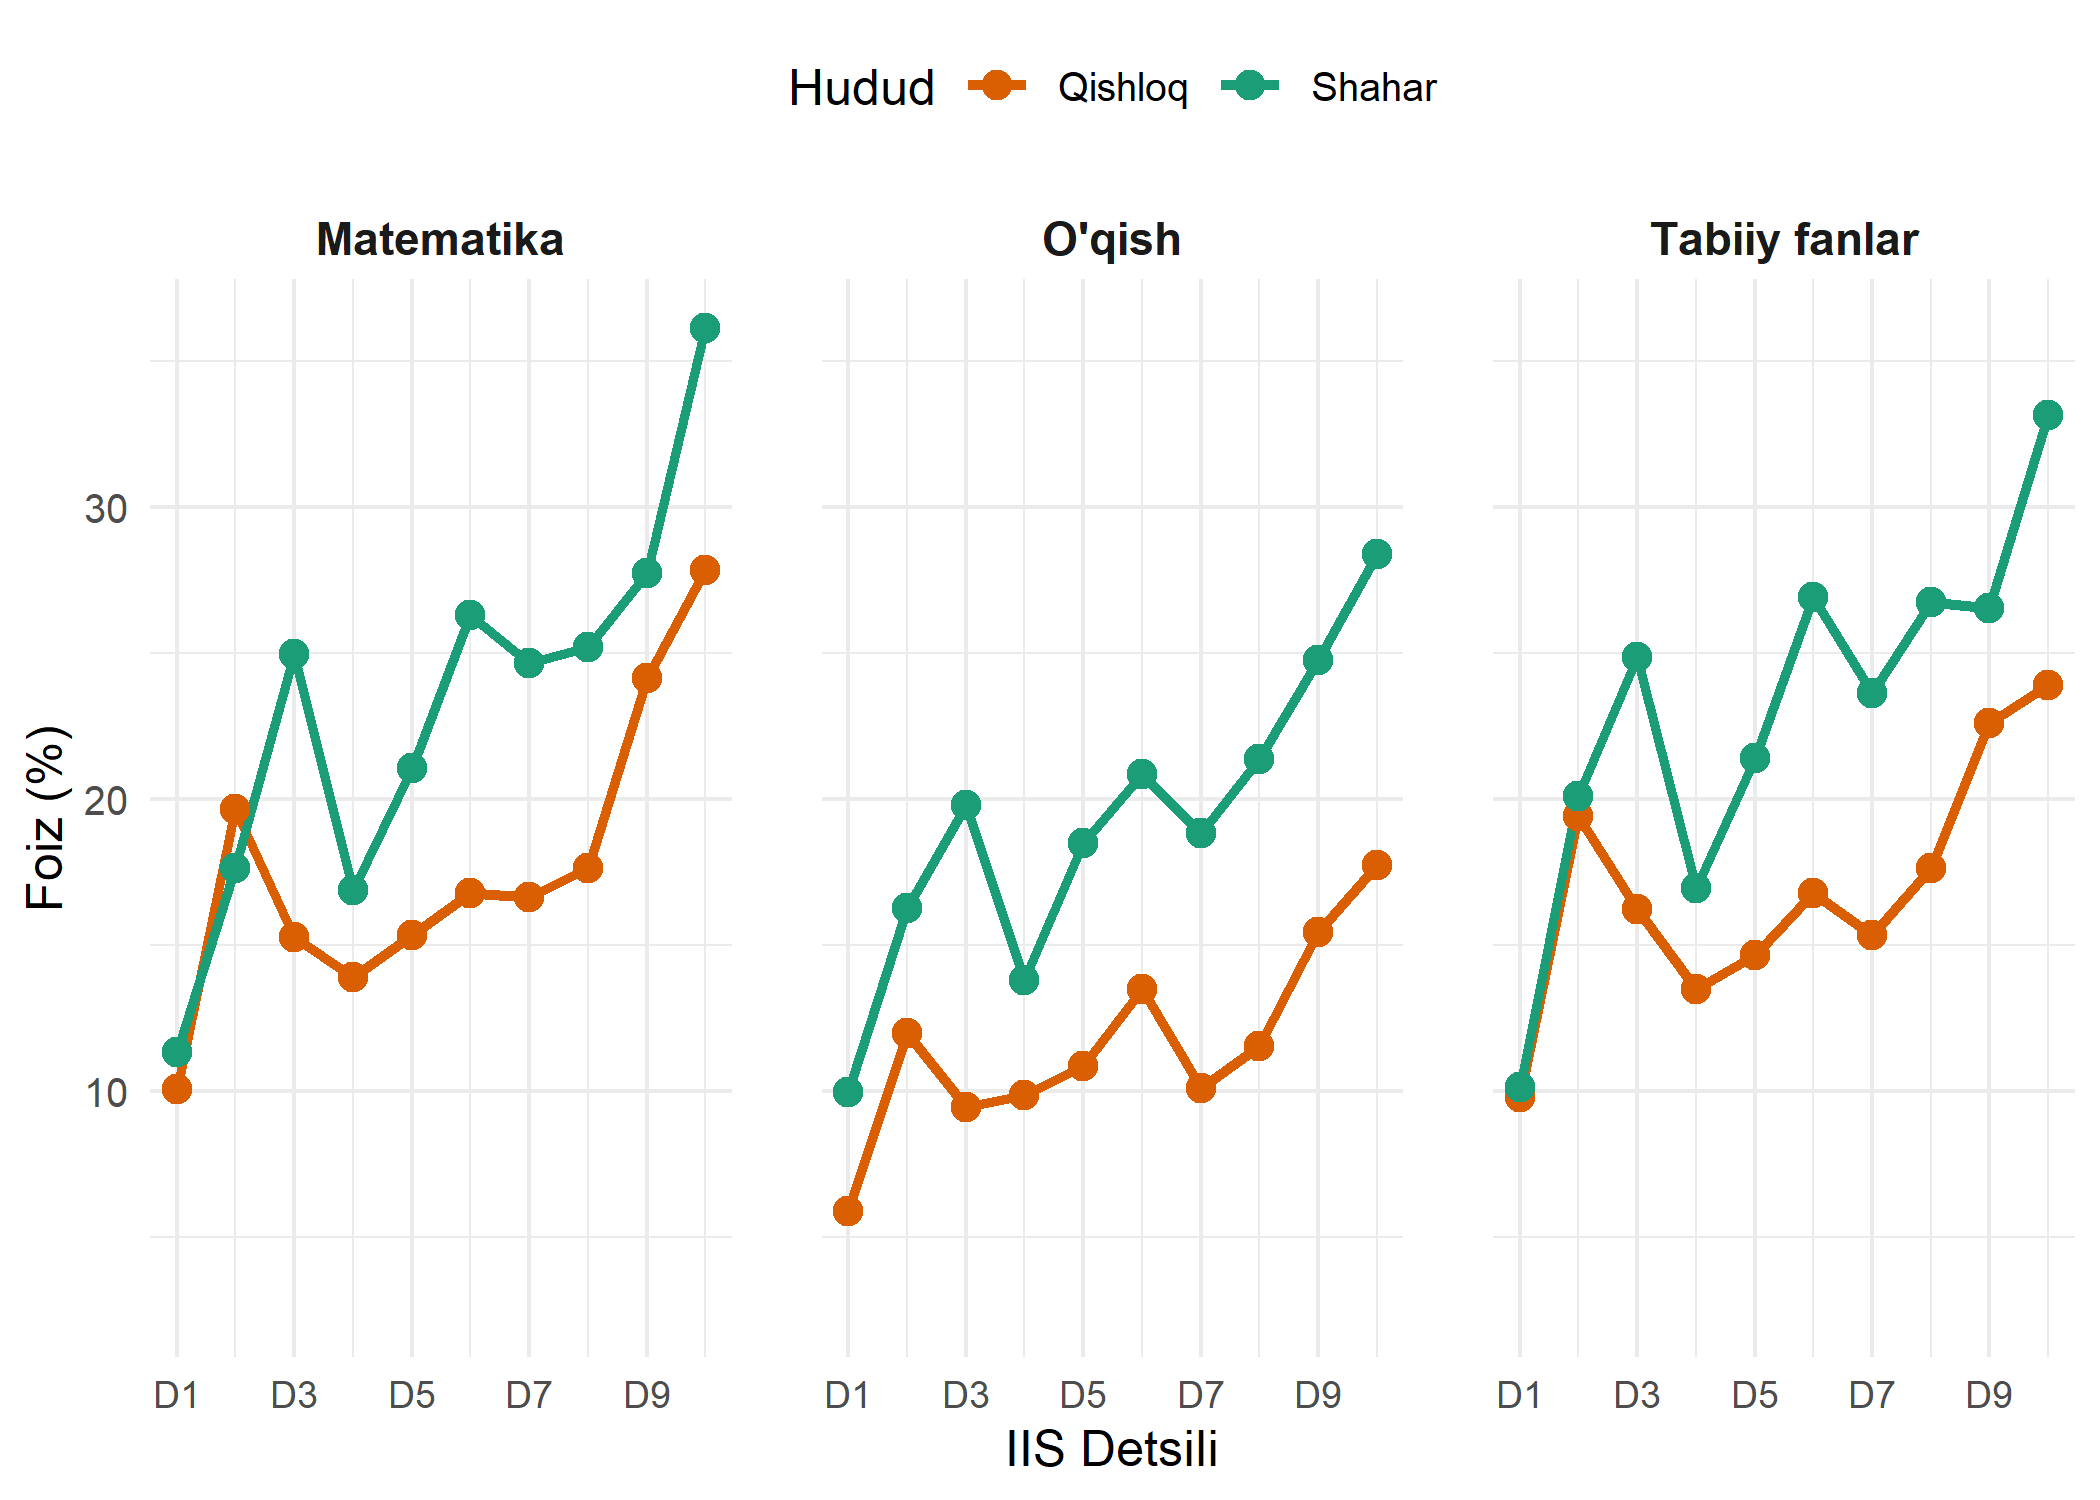 Hudud Qishloq Shahar
Matematika O'qish Tabiiy fanlar
30
20
10
Foiz (%)
D1 D3 D5 D7 D9 D1 D3 D5 D7 D9 D1 D3 D5 D7 D9
IIS Detsili